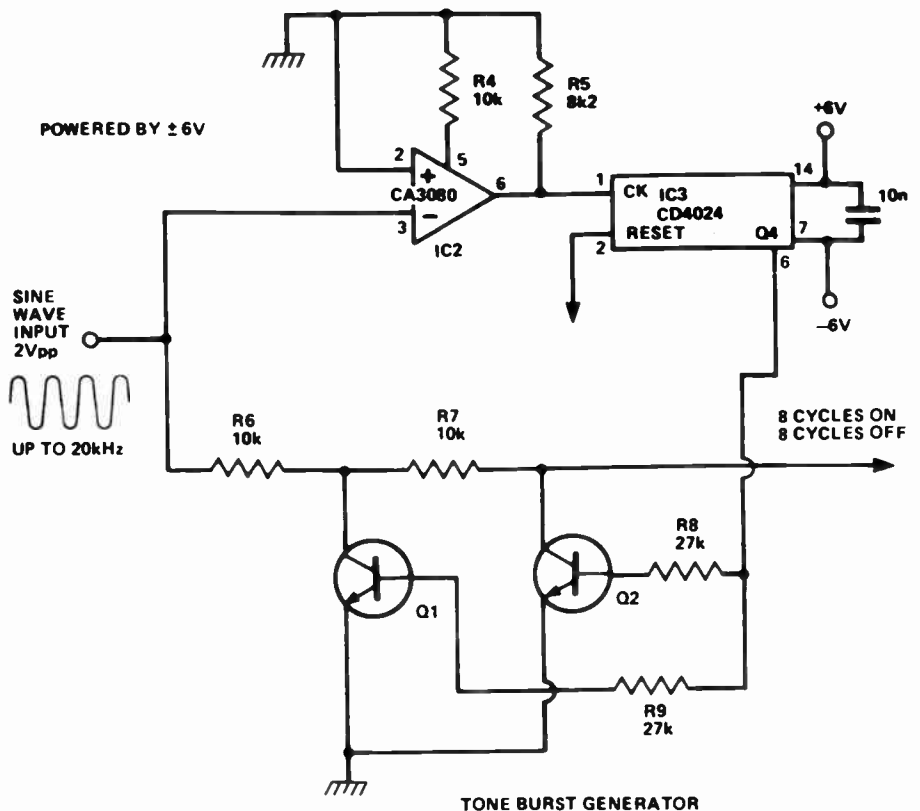 R4
10k
R5
8k2
POWERED BY ± 6V
+6V
2
5
+
CA3080
6
3
−
IC2
1
CK
IC3
14
10n
CD4024
RESET
Q4
7
2
6
−6V
SINE
WAVE
INPUT
2Vpp
UP TO 20kHz
R6
10k
R7
10k
8 CYCLES ON
8 CYCLES OFF
R8
27k
Q1
Q2
R9
27k
TONE BURST GENERATOR